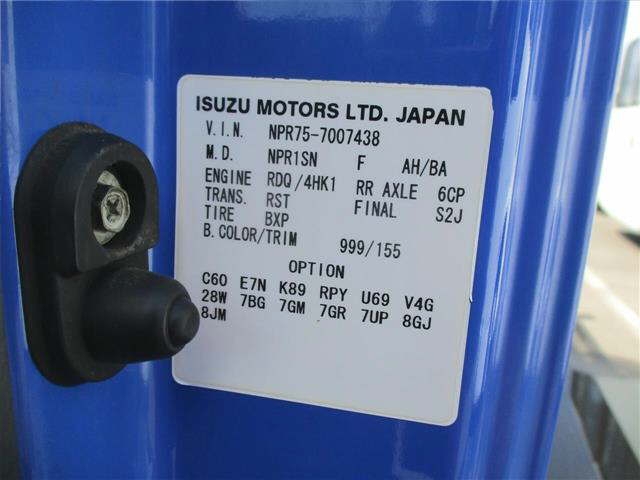 ISUZU MOTORS LTD. JAPAN
V.I.N. NPR75-7007438
M.D. NPR1SN F AH/BA
ENGINE RDQ/4HK1 RR AXLE 6CP
TRANS. RST FINAL S2J
TIRE BXP
B.COLOR/TRIM 999/155
OPTION
C60 E7N K89 RPY U69 V4G
28W 7BG 7GM 7GR 7UP 8GJ
8JM